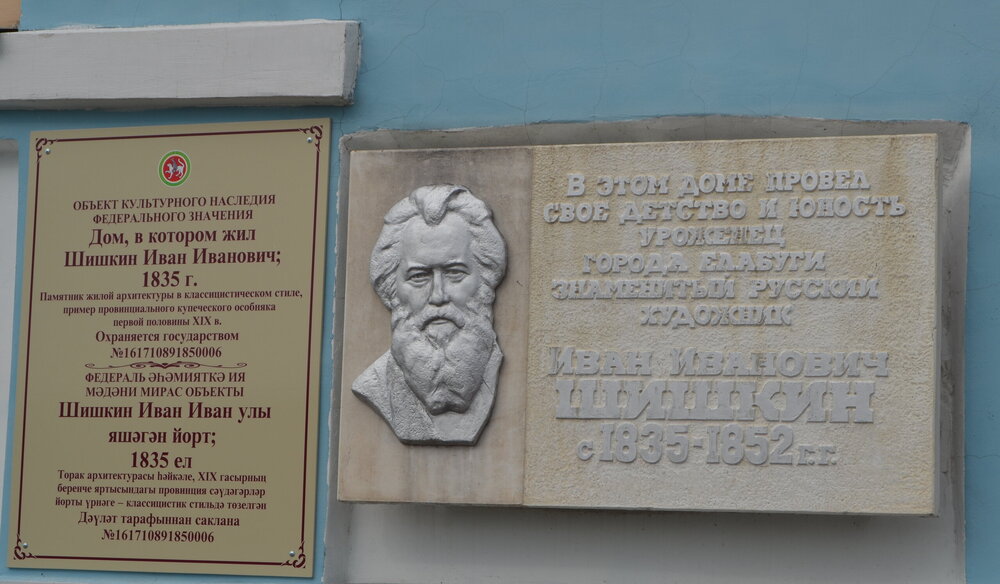 ОБЪЕКТ КУЛЬТУРНОГО НАСЛЕДИЯ
ФЕДЕРАЛЬНОГО ЗНАЧЕНИЯ
Дом, в котором жил
Шишкин Иван Иванович;
1835 г.
Памятник жилой архитектуры в классицистическом стиле,
пример провинциального купеческого особняка
первой половины XIX в.
Охраняется государством
№161710891850006
ФЕДЕРАЛЬ ӘҺӘМИЯТКӘ ИЯ
МӘДӘНИ МИРАС ОБЪЕКТЫ
Шишкин Иван Иван улы
яшәгән йорт;
1835 ел
Торак архитектурасы һәйкәле, XIX гасырның
беренче яртысындагы провинция сәүдәгәрләр
йорты үрнәге – классицистик стильдә төзелгән
Дәүләт тарафыннан саклана
№161710891850006
В ЭТОМ ДОМЕ ПРОВЕЛ
СВОЕ ДЕТСТВО И ЮНОСТЬ
УРОЖЕНЕЦ
ГОРОДА ЕЛАБУГИ
ЗНАМЕНИТЫЙ РУССКИЙ
ХУДОЖНИК
ИВАН ИВАНОВИЧ
ШИШКИН
с 1835-1852 г.г.